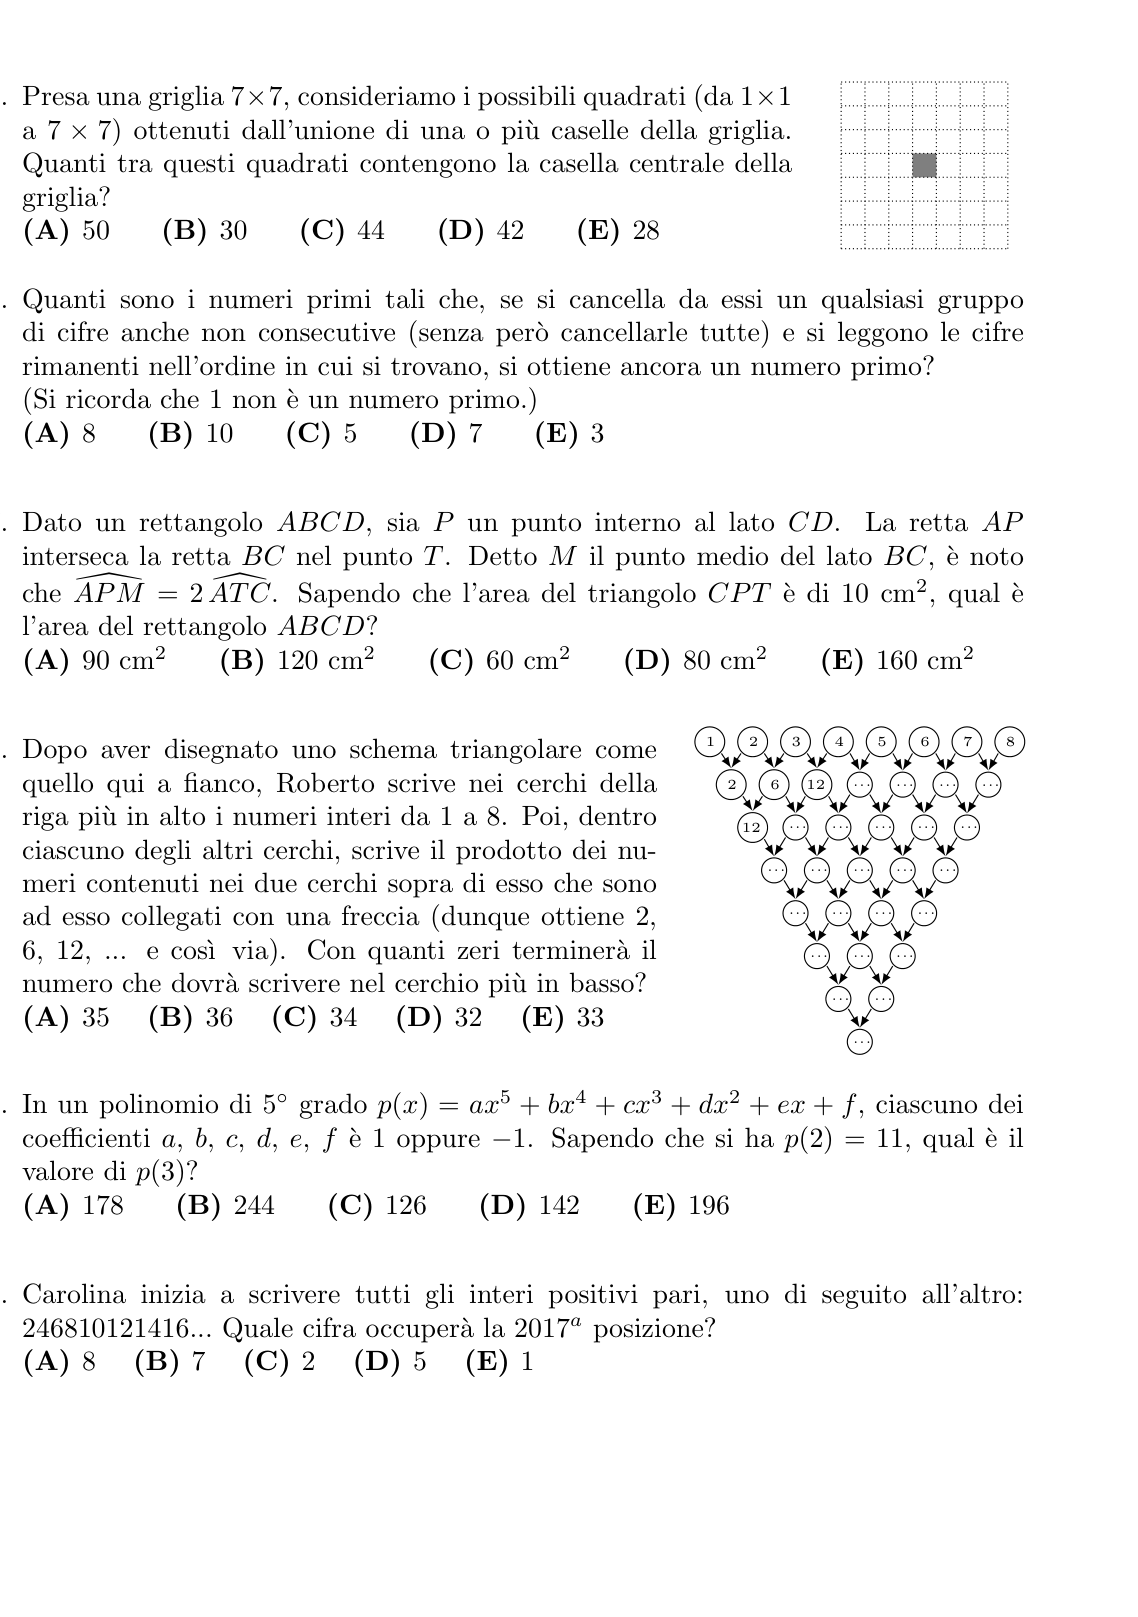 . Presa una griglia 7×7, consideriamo i possibili quadrati (da 1×1
a 7 × 7) ottenuti dall'unione di una o più caselle della griglia.
Quanti tra questi quadrati contengono la casella centrale della
griglia?
(A) 50 (B) 30 (C) 44 (D) 42 (E) 28
. Quanti sono i numeri primi tali che, se si cancella da essi un qualsiasi gruppo
di cifre anche non consecutive (senza però cancellarle tutte) e si leggono le cifre
rimanenti nell'ordine in cui si trovano, si ottiene ancora un numero primo?
(Si ricorda che 1 non è un numero primo.)
(A) 8 (B) 10 (C) 5 (D) 7 (E) 3
. Dato un rettangolo ABCD, sia P un punto interno al lato CD. La retta AP
interseca la retta BC nel punto T. Detto M il punto medio del lato BC, è noto
che \widehat{APM} = 2 \widehat{ATC}. Sapendo che l'area del triangolo CPT è di 10 cm², qual è
l'area del rettangolo ABCD?
(A) 90 cm² (B) 120 cm² (C) 60 cm² (D) 80 cm² (E) 160 cm²
. Dopo aver disegnato uno schema triangolare come
quello qui a fianco, Roberto scrive nei cerchi della
riga più in alto i numeri interi da 1 a 8. Poi, dentro
ciascuno degli altri cerchi, scrive il prodotto dei nu-
meri contenuti nei due cerchi sopra di esso che sono
ad esso collegati con una freccia (dunque ottiene 2,
6, 12, ... e così via). Con quanti zeri terminerà il
numero che dovrà scrivere nel cerchio più in basso?
(A) 35 (B) 36 (C) 34 (D) 32 (E) 33
1 2 3 4 5 6 7 8
2 6 12 ... ... ... ...
12 ... ... ... ... ...
... ... ... ... ...
... ... ... ...
... ... ...
... ...
...
. In un polinomio di 5° grado p(x) = ax⁵ + bx⁴ + cx³ + dx² + ex + f, ciascuno dei
coefficienti a, b, c, d, e, f è 1 oppure −1. Sapendo che si ha p(2) = 11, qual è il
valore di p(3)?
(A) 178 (B) 244 (C) 126 (D) 142 (E) 196
. Carolina inizia a scrivere tutti gli interi positivi pari, uno di seguito all'altro:
246810121416... Quale cifra occuperà la 2017ᵃ posizione?
(A) 8 (B) 7 (C) 2 (D) 5 (E) 1